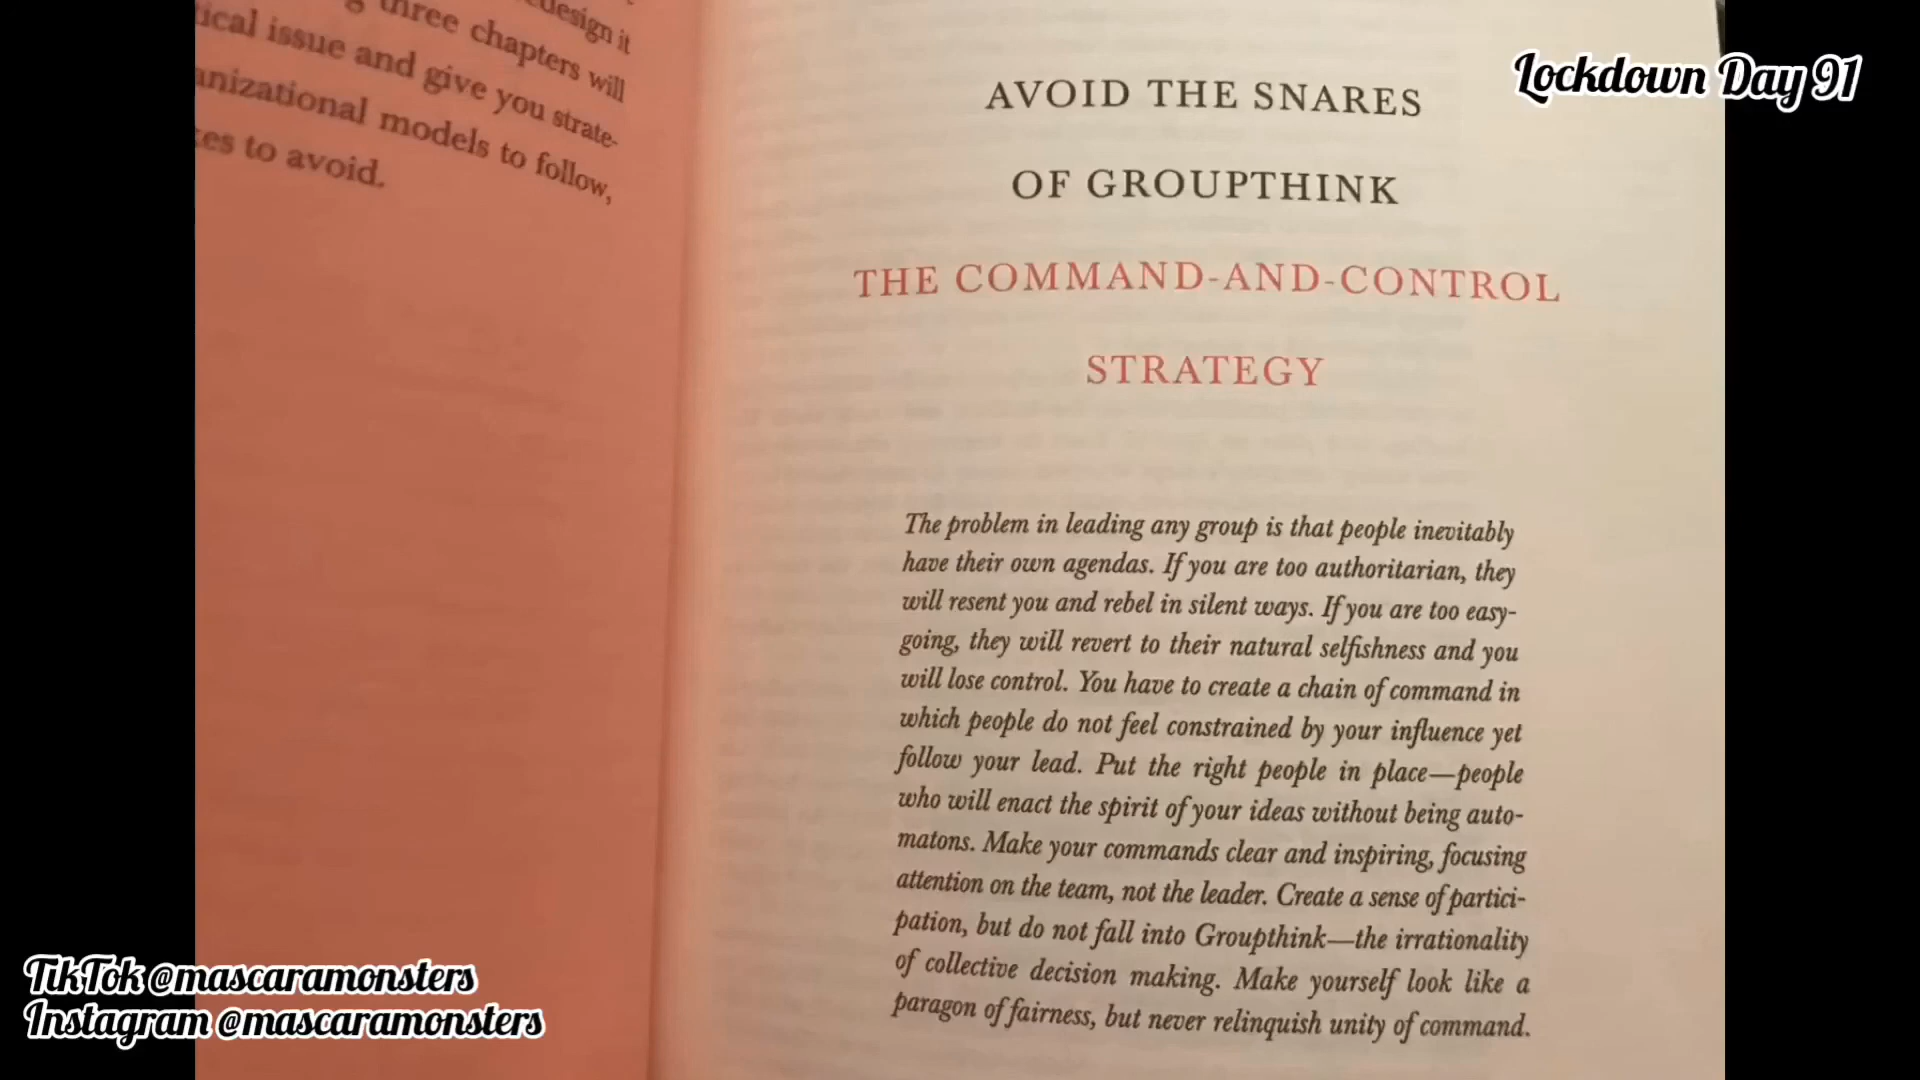 design it
three chapters will
tical issue and give you strate-
anizational models to follow,
kes to avoid.
Lockdown Day 91
AVOID THE SNARES
OF GROUPTHINK
THE COMMAND-AND-CONTROL
STRATEGY
The problem in leading any group is that people inevitably
have their own agendas. If you are too authoritarian, they
will resent you and rebel in silent ways. If you are too easy-
going, they will revert to their natural selfishness and you
will lose control. You have to create a chain of command in
which people do not feel constrained by your influence yet
follow your lead. Put the right people in place—people
who will enact the spirit of your ideas without being auto-
matons. Make your commands clear and inspiring, focusing
attention on the team, not the leader. Create a sense of partici-
pation, but do not fall into Groupthink—the irrationality
of collective decision making. Make yourself look like a
paragon of fairness, but never relinquish unity of command.
TikTok @mascaramonsters
Instagram @mascaramonsters